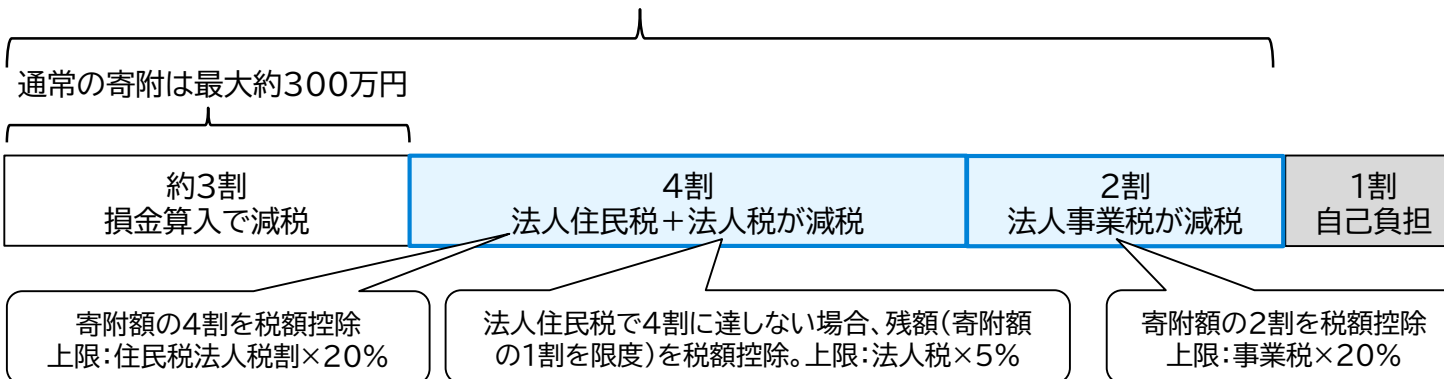 通常の寄附は最大約300万円
約3割
損金算入で減税
4割
法人住民税＋法人税が減税
2割
法人事業税が減税
1割
自己負担
寄附額の4割を税額控除
上限：住民税法人税割×20%
法人住民税で4割に達しない場合、残額（寄附額
の1割を限度）を税額控除。上限：法人税×5%
寄附額の2割を税額控除
上限：事業税×20%